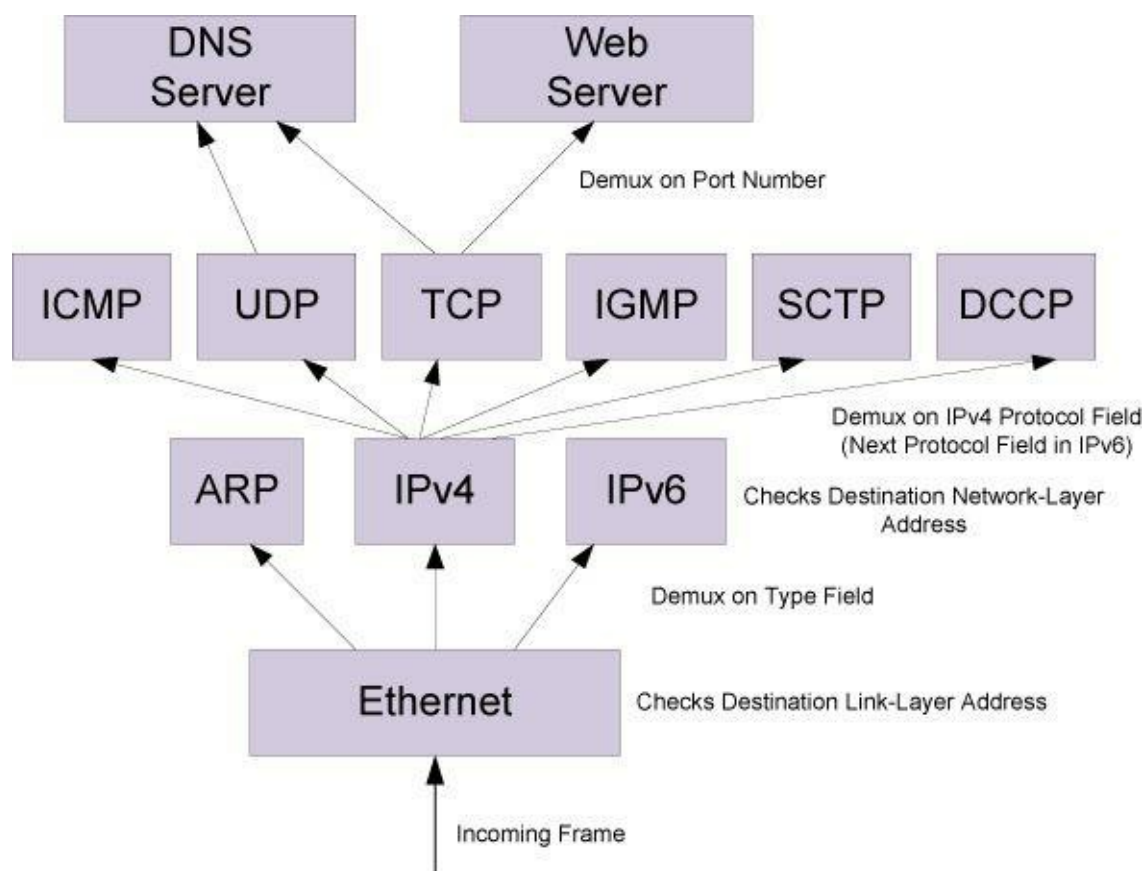 DNS
Server
Web
Server
Demux on Port Number
ICMP
UDP
TCP
IGMP
SCTP
DCCP
Demux on IPv4 Protocol Field
(Next Protocol Field in IPv6)
ARP
IPv4
IPv6
Checks Destination Network-Layer
Address
Demux on Type Field
Ethernet
Checks Destination Link-Layer Address
Incoming Frame